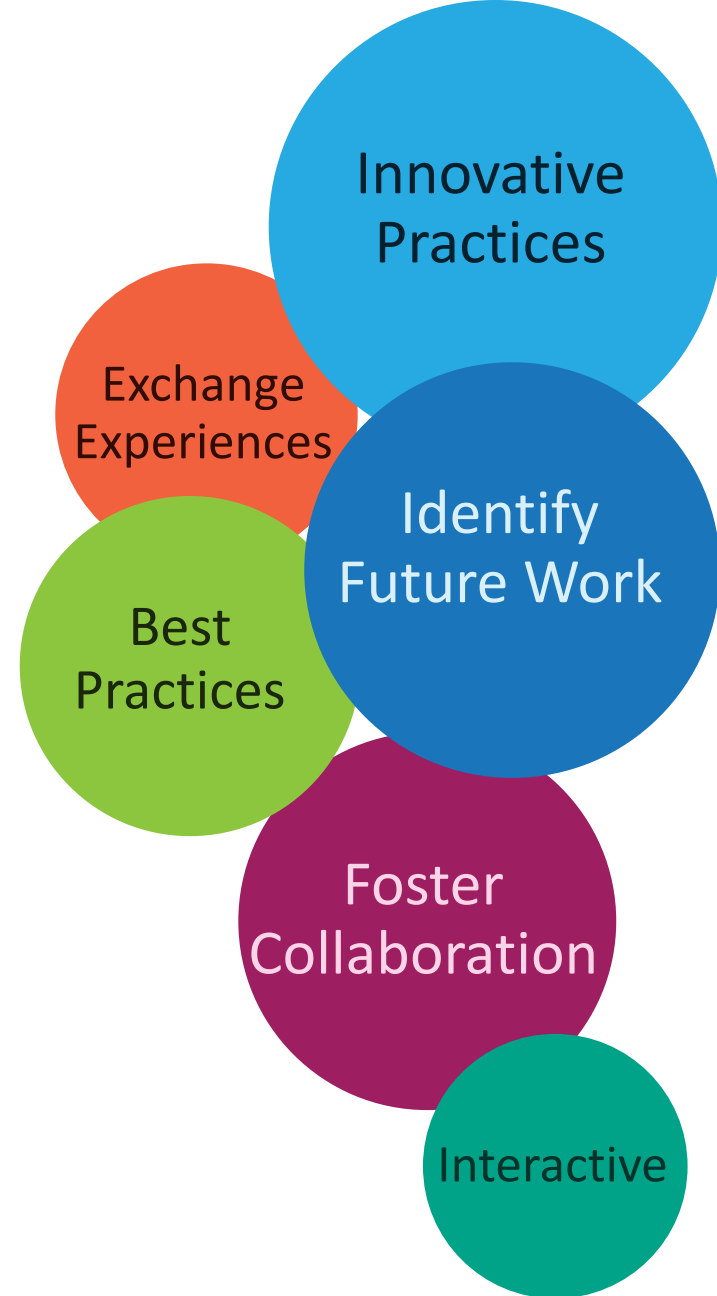 Innovative
Practices
Exchange
Experiences
Identify
Future Work
Best
Practices
Foster
Collaboration
Interactive